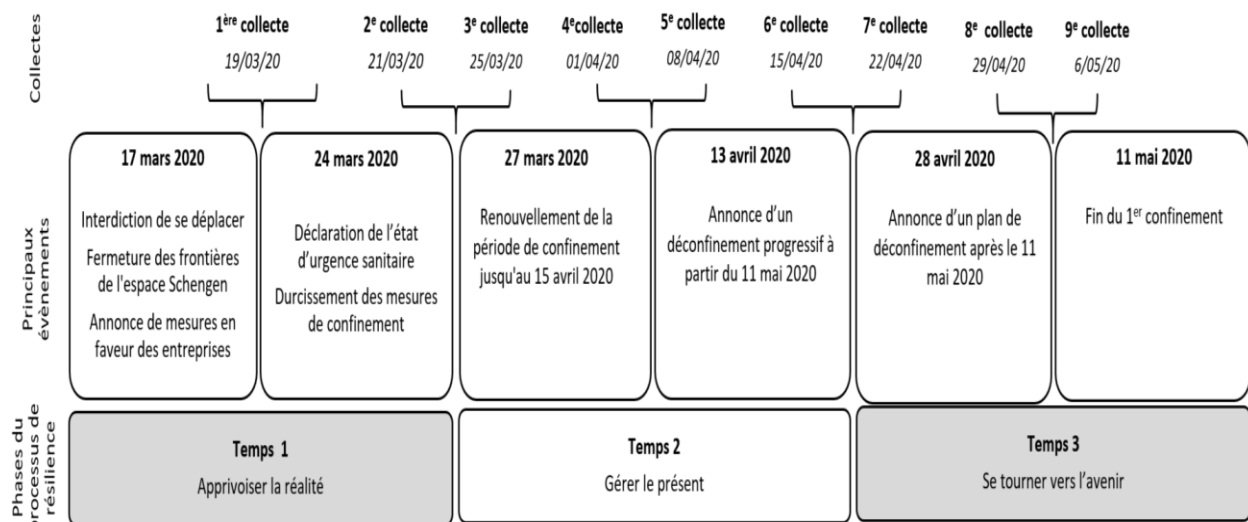 Collectes
1ère collecte
19/03/20
2e collecte
21/03/20
3e collecte
25/03/20
4ecollecte
01/04/20
5e collecte
08/04/20
6e collecte
15/04/20
7e collecte
22/04/20
8e collecte
29/04/20
9e collecte
6/05/20
Principaux
évènements
17 mars 2020
Interdiction de se déplacer
Fermeture des frontières
de l'espace Schengen
Annonce de mesures en
faveur des entreprises
24 mars 2020
Déclaration de l'état
d'urgence sanitaire
Durcissement des mesures
de confinement
27 mars 2020
Renouvellement de la
période de confinement
jusqu'au 15 avril 2020
13 avril 2020
Annonce d'un
déconfinement progressif à
partir du 11 mai 2020
28 avril 2020
Annonce d'un plan de
déconfinement après le 11
mai 2020
11 mai 2020
Fin du 1er confinement
Phases du
processus de
résilience
Temps 1
Apprivoiser la réalité
Temps 2
Gérer le présent
Temps 3
Se tourner vers l'avenir